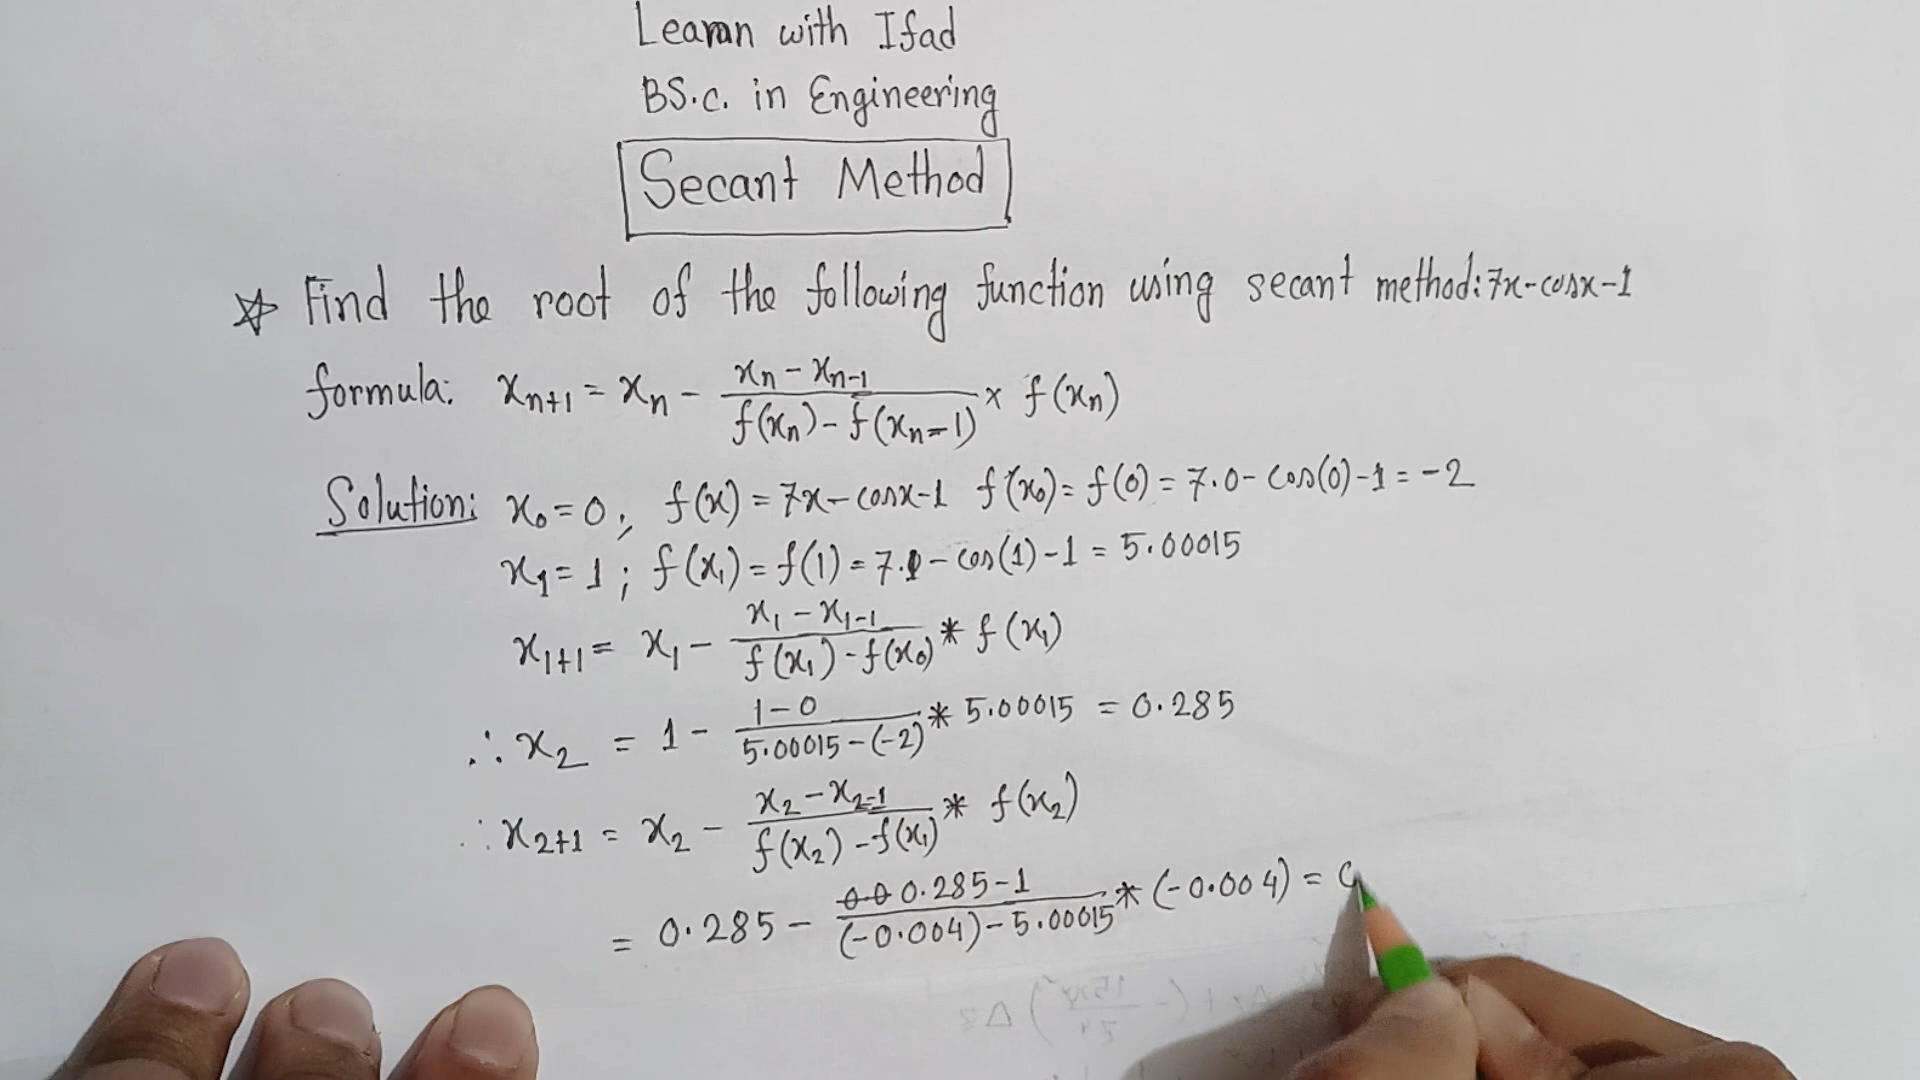 Learn with Ifad
BS.c. in Engineering
Secant Method
☆ Find the root of the following function using secant method: 7x-cosx-1
formula: xₙ₊₁ = xₙ - (xₙ - xₙ₋₁)/(f(xₙ) - f(xₙ₋₁)) × f(xₙ)
Solution: x₀ = 0; f(x) = 7x - cosx-1 f(x₀) = f(0) = 7.0 - cos(0)-1 = -2
x₁ = 1; f(x₁) = f(1) = 7.1 - cos(1)-1 = 5.00015
x₁₊₁ = x₁ - (x₁ - x₁₋₁)/(f(x₁) - f(x₀)) * f(x₁)
∴ x₂ = 1 - (1-0)/(5.00015-(-2)) * 5.00015 = 0.285
∴ x₂₊₁ = x₂ - (x₂ - x₂₋₁)/(f(x₂) - f(x₁)) * f(x₂)
= 0.285 - (0.285-1)/((-0.004)-5.00015) * (-0.004) =